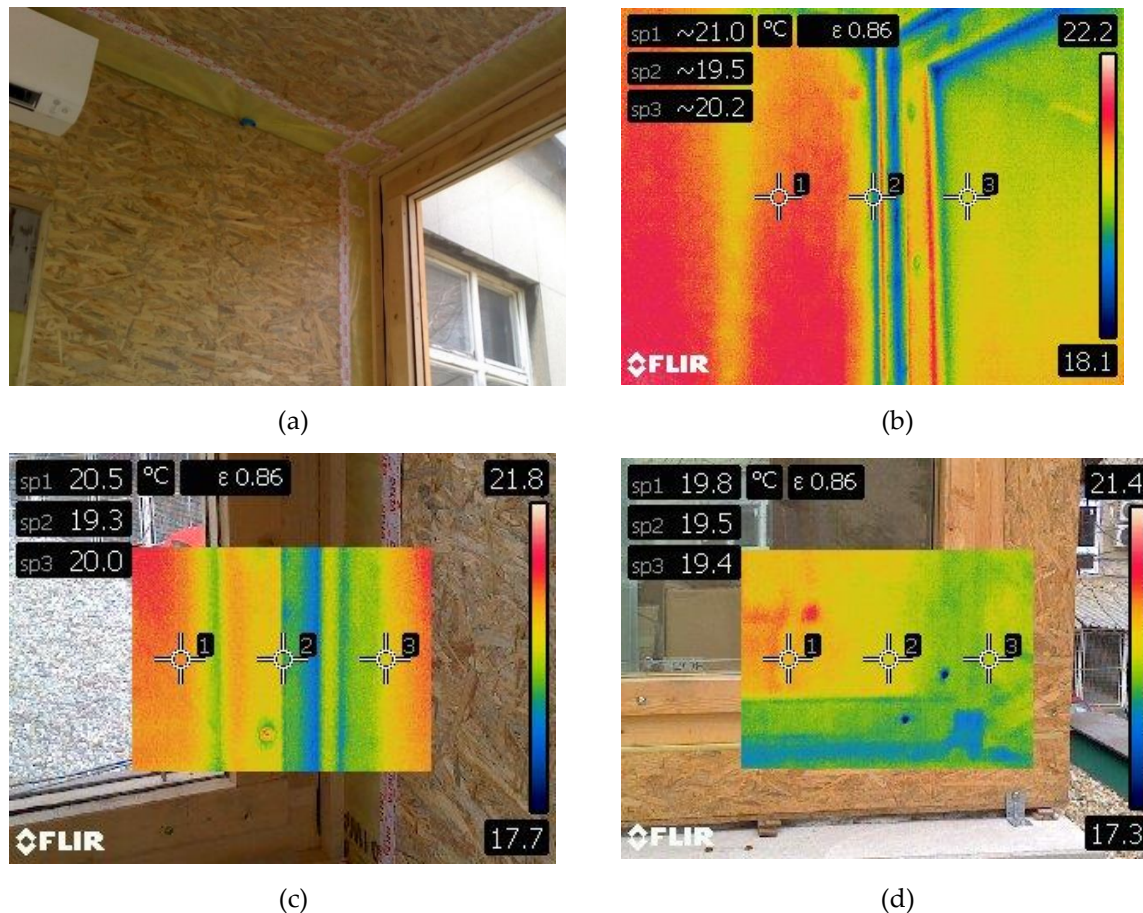 (a)
sp1 ~21.0 °C ε 0.86 22.2
sp2 ~19.5
sp3 ~20.2
1 2 3
18.1
FLIR
(b)
sp1 20.5 °C ε 0.86 21.8
sp2 19.3
sp3 20.0
1 2 3
17.7
FLIR
(c)
sp1 19.8 °C ε 0.86 21.4
sp2 19.5
sp3 19.4
1 2 3
17.3
FLIR
(d)